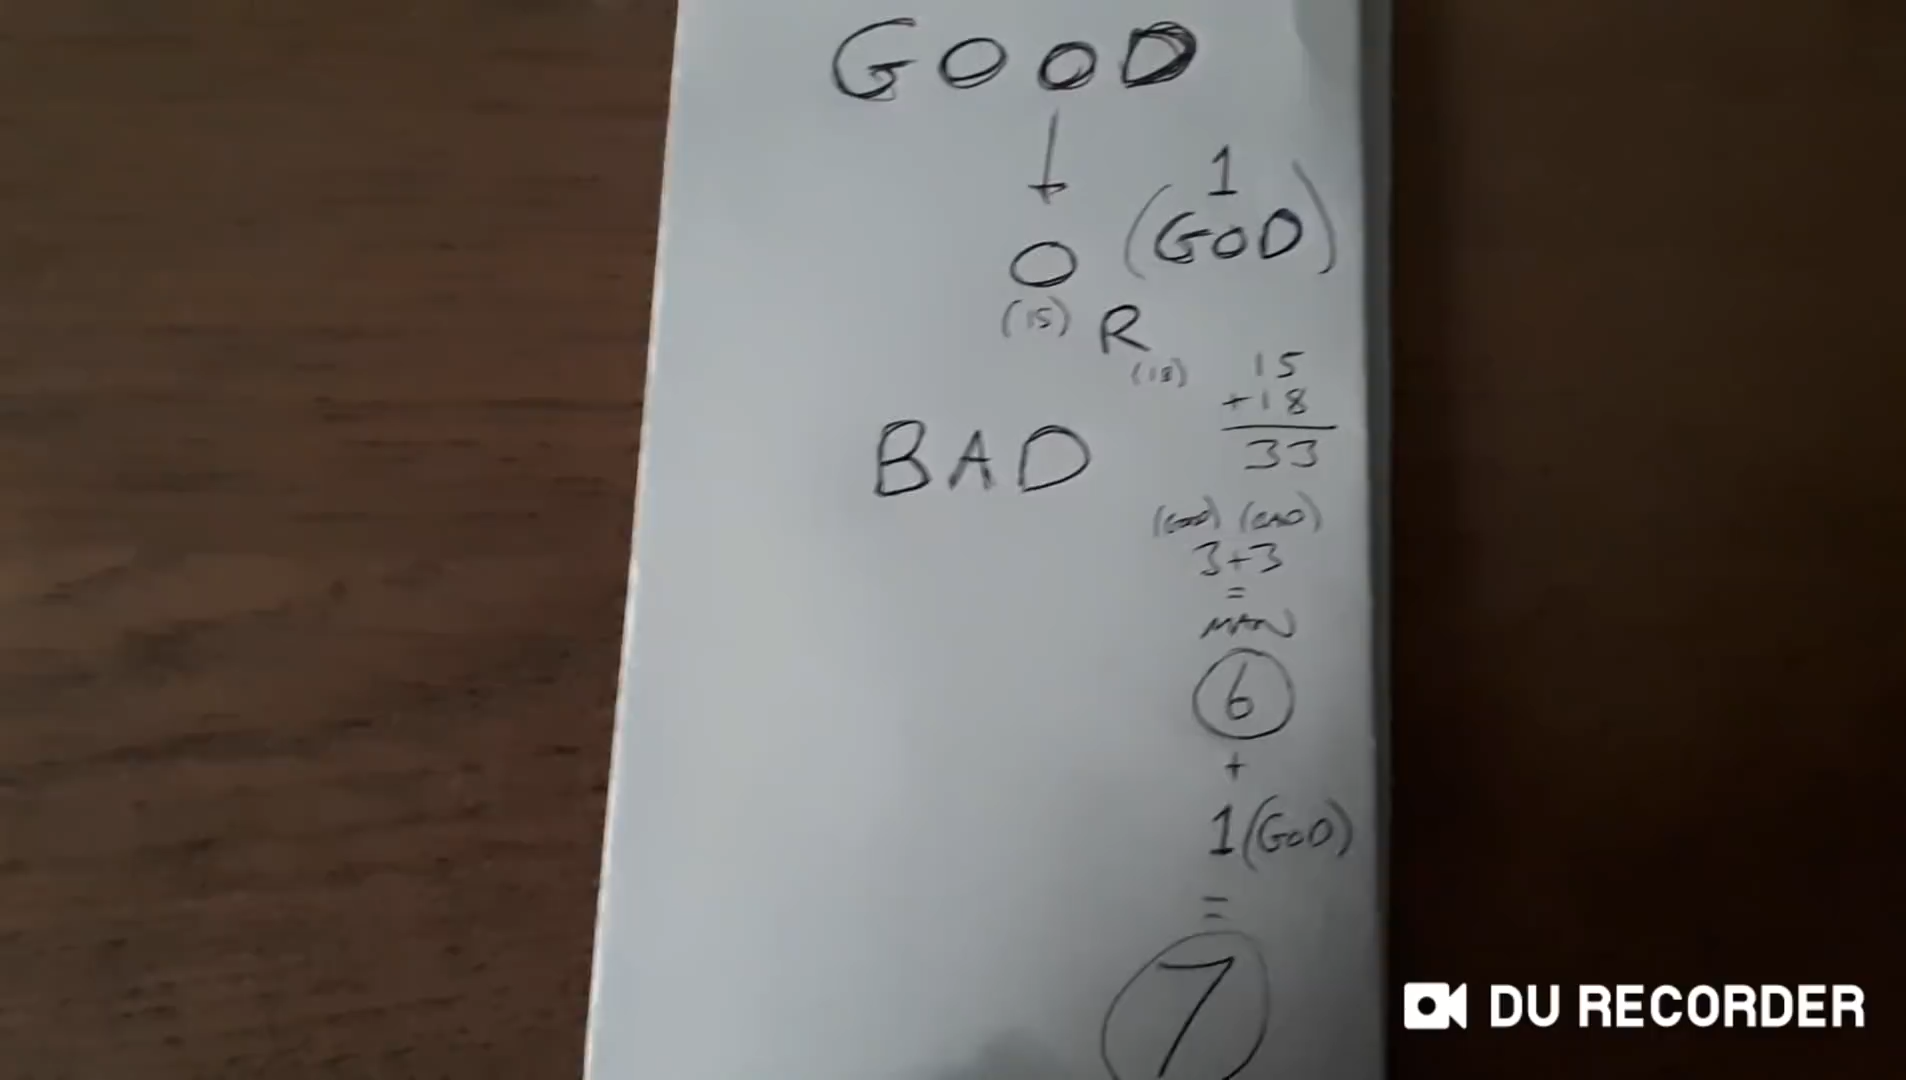 GOOD
1
(GOD)
O
(15)
R
(18)
15
+18
33
BAD
(GOOD) (BAD)
3+3
=
MAN
6
+
1(GOD)
=
7
DU RECORDER